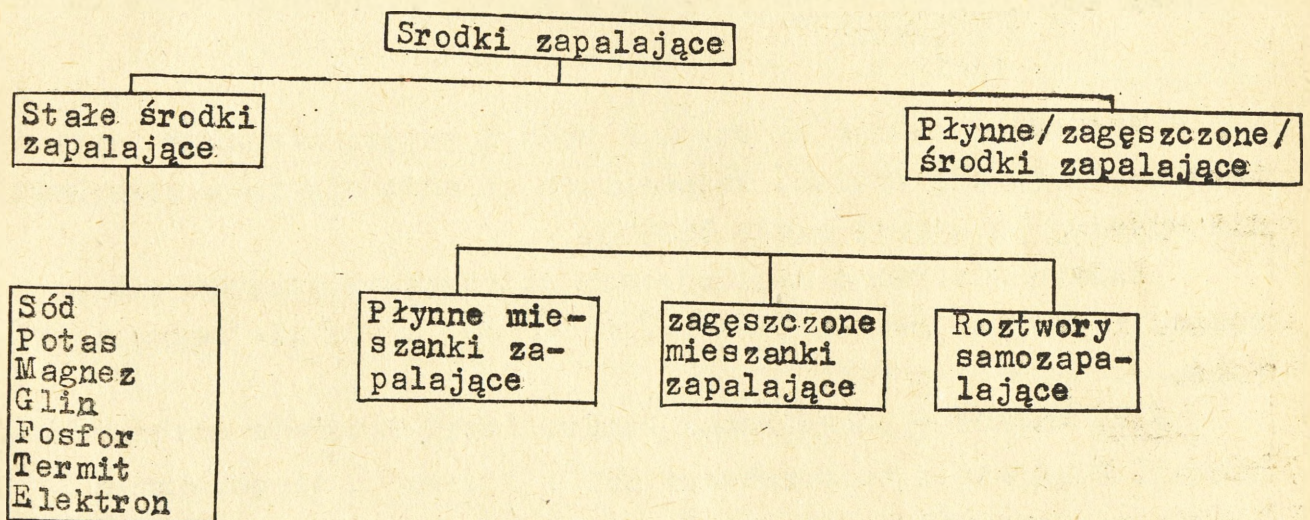 Srodki zapalające
Stałe środki
zapalające
Płynne/zagęszczone/
środki zapalające
Sód
Potas
Magnez
Glin
Fosfor
Termit
Elektron
Płynne mie-
szanki za-
palające
zagęszczone
mieszanki
zapalające
Roztwory
samozapa-
lające